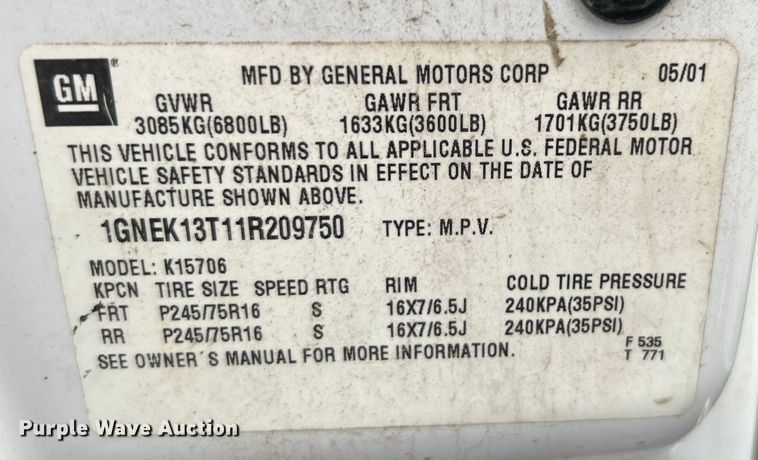 GM®
MFD BY GENERAL MOTORS CORP 05/01
GVWR GAWR FRT GAWR RR
3085KG(6800LB) 1633KG(3600LB) 1701KG(3750LB)
THIS VEHICLE CONFORMS TO ALL APPLICABLE U.S. FEDERAL MOTOR
VEHICLE SAFETY STANDARDS IN EFFECT ON THE DATE OF
MANUFACTURE SHOWN ABOVE.
1GNEK13T11R209750 TYPE: M.P.V.
MODEL: K15706
KPCN TIRE SIZE SPEED RTG RIM COLD TIRE PRESSURE
FRT P245/75R16 S 16X7/6.5J 240KPA(35PSI)
RR P245/75R16 S 16X7/6.5J 240KPA(35PSI)
SEE OWNER´S MANUAL FOR MORE INFORMATION.
F 535
T 771
Purple Wave Auction